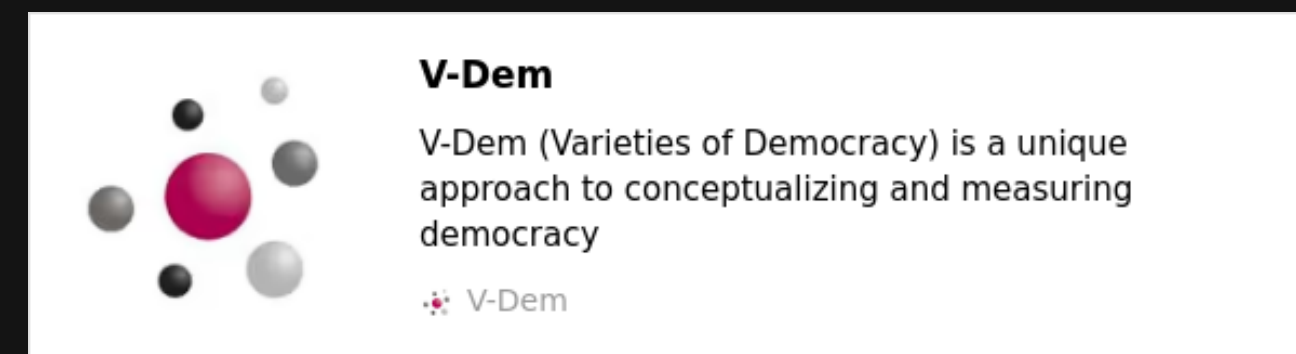 V-Dem
V-Dem (Varieties of Democracy) is a unique
approach to conceptualizing and measuring
democracy
V-Dem